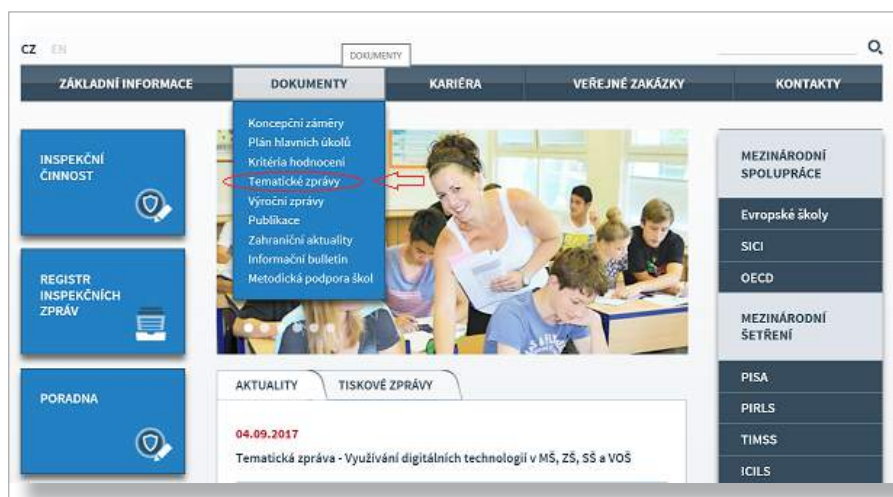 CZ EN
DOKUMENTY
ZÁKLADNÍ INFORMACE DOKUMENTY KARIÉRA VEŘEJNÉ ZAKÁZKY KONTAKTY
Koncepční záměry
Plán hlavních úkolů
Kritéria hodnocení
Tematické zprávy
Výroční zprávy
Publikace
Zahraniční aktuality
Informační bulletin
Metodická podpora škol
INSPEKČNÍ
ČINNOST
REGISTR
INSPEKČNÍCH
ZPRÁV
PORADNA
AKTUALITY TISKOVÉ ZPRÁVY
04.09.2017
Tematická zpráva - Využívání digitálních technologií v MŠ, ZŠ, SŠ a VOŠ
MEZINÁRODNÍ
SPOLUPRÁCE
Evropské školy
SICI
OECD
MEZINÁRODNÍ
ŠETŘENÍ
PISA
PIRLS
TIMSS
ICILS